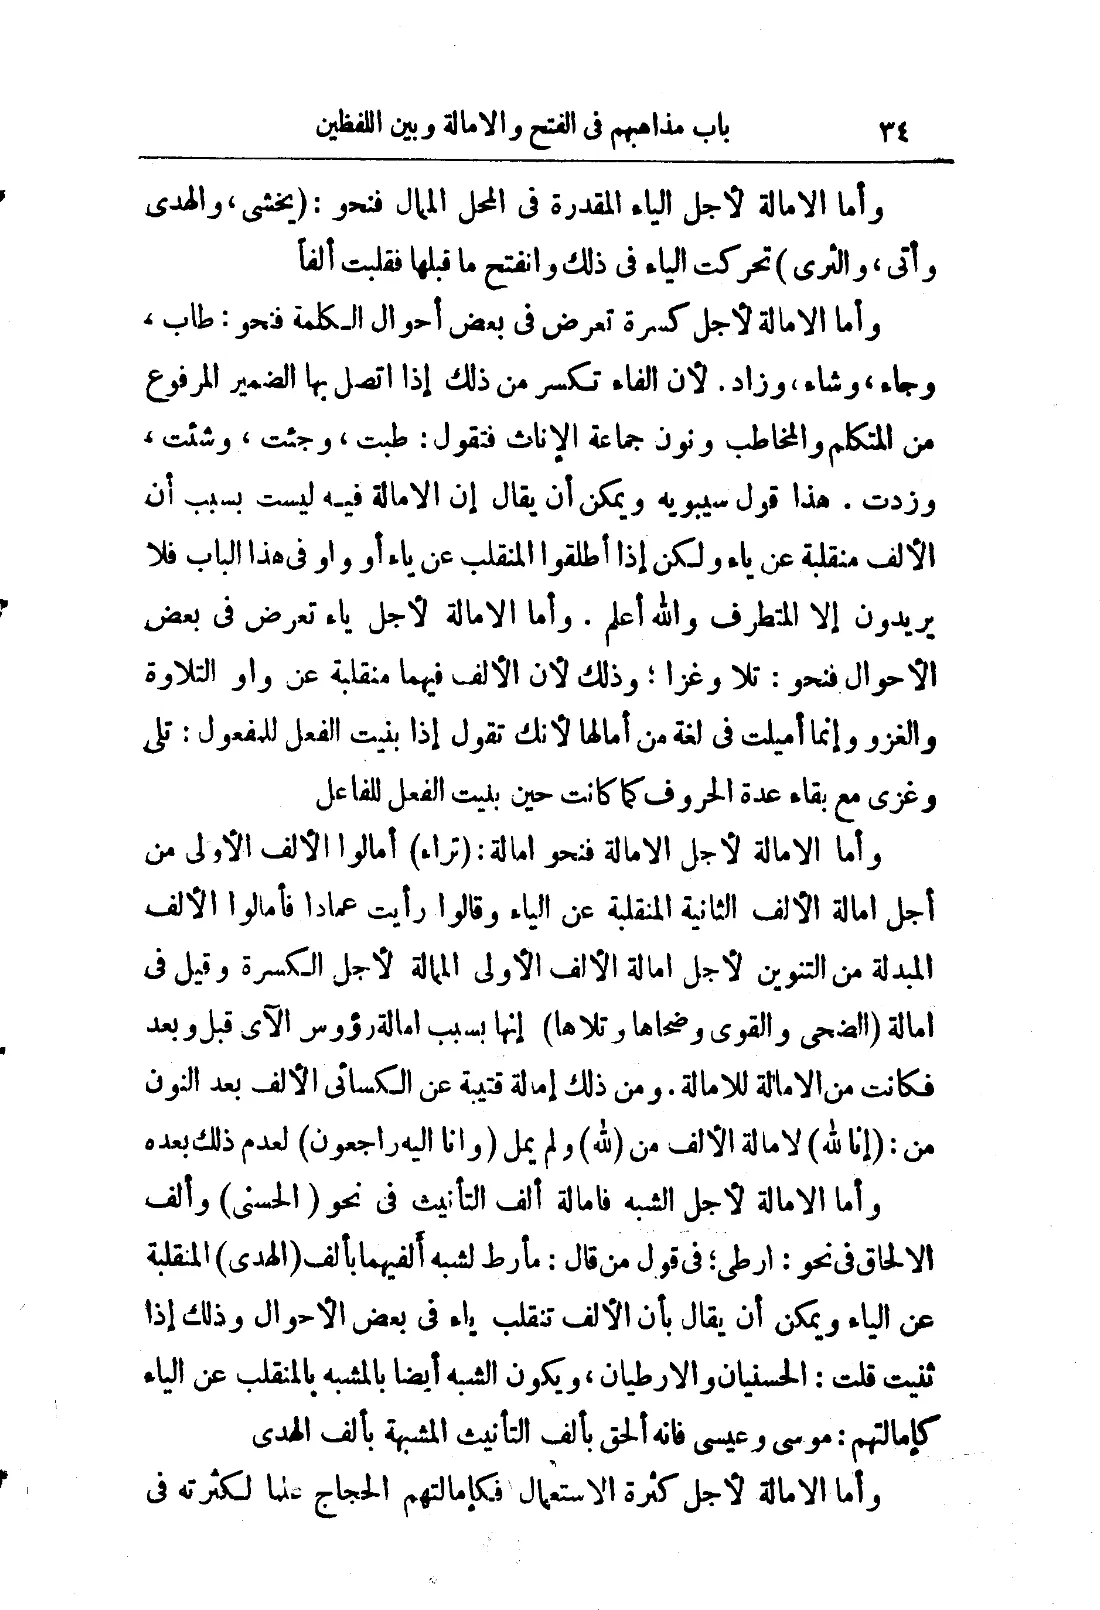 ٣٤ باب مذاهبهم فى الفتح والامالة وبين اللفظين
وأما الامالة لأجل الياء المقدرة فى المحل الممال فنحو : (يخشى ، والهدى
وأتى ، والثرى ) تحركت الياء فى ذلك وانفتح ما قبلها فقلبت ألفاً
وأما الامالة لأجل كسرة تعرض فى بعض أحوال الكلمة فنحو : طاب ،
وجاء ، وشاء ، وزاد . لأن الفاء تكسر من ذلك إذا اتصل بها الضمير المرفوع
من المتكلم والمخاطب ونون جماعة الإناث فتقول : طبت ، وجئت ، وشئت ،
وزدت . هذا قول سيبويه ويمكن أن يقال إن الامالة فيه ليست بسبب أن
الألف منقلبة عن ياء ولكن إذا أطلقوا المنقلب عن ياء أو واو فى هذا الباب فلا
يريدون إلا المتطرف والله أعلم . وأما الامالة لأجل ياء تعرض فى بعض
الأحوال فنحو : تلا وغزا ؛ وذلك لأن الألف فيهما منقلبة عن واو التلاوة
والغزو وإنما أميلت فى لغة من أمالها لأنك تقول إذا بنيت الفعل للمفعول : تلى
وغزى مع بقاء عدة الحروف كما كانت حين بنيت الفعل للفاعل
وأما الامالة لأجل الامالة فنحو امالة : (تراء) أمالوا الألف الأولى من
أجل امالة الألف الثانية المنقلبة عن الياء وقالوا رأيت عمادا فأمالوا الألف
المبدلة من التنوين لأجل امالة الألف الأولى الممالة لأجل الكسرة وقيل فى
امالة (الضحى والقوى وضحاها وتلاها) إنها بسبب امالة رؤوس الآى قبل وبعد
فكانت من الامالة للامالة . ومن ذلك إمالة قتيبة عن الكسائى الألف بعد النون
من : (إنا لله) لامالة الألف من (لله) ولم يمل (وانا اليه راجعون) لعدم ذلك بعده
وأما الامالة لأجل الشبه فامالة ألف التأنيث فى نحو ( الحسنى ) وألف
الالحاق فى نحو : ارطى ؛ فى قول من قال : مأرط لشبه ألفيهما بألف (الهدى) المنقلبة
عن الياء ويمكن أن يقال بأن الألف تنقلب ياء فى بعض الأحوال وذلك إذا
ثنيت قلت : الحسنيان والارطيان ، ويكون الشبه أيضا بالمشبه بالمنقلب عن الياء
كإمالتهم : موسى وعيسى فانه ألحق بألف التأنيث المشبهة بألف الهدى
وأما الامالة لأجل كثرة الاستعمال فكإمالتهم الحجاج علما لكثرته فى